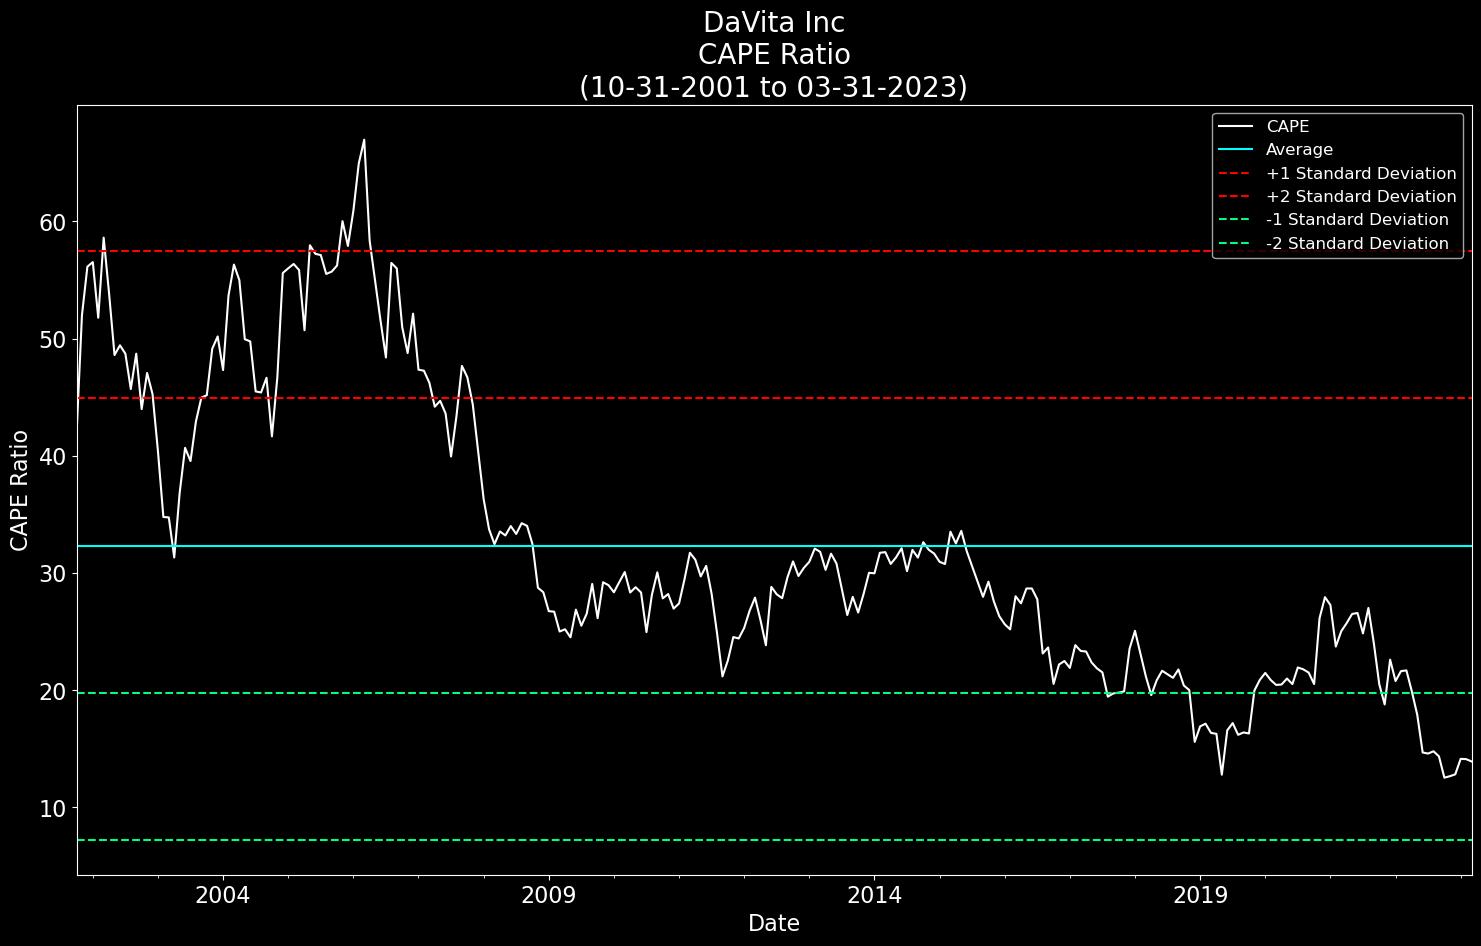 DaVita Inc
CAPE Ratio
(10-31-2001 to 03-31-2023)
CAPE
Average
+1 Standard Deviation
+2 Standard Deviation
-1 Standard Deviation
-2 Standard Deviation
60
50
40
30
20
10
CAPE Ratio
2004
2009
2014
2019
Date